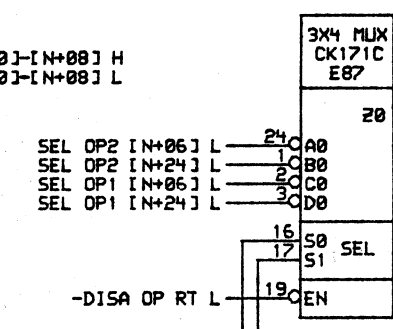 3X4 MUX
CK171C
E87
0]-[N+08] H
0]-[N+08] L
Z0
SEL OP2 [N+06] L 24 A0
SEL OP2 [N+24] L 1 B0
SEL OP1 [N+06] L 2 C0
SEL OP1 [N+24] L 3 D0
16 S0 SEL
17 S1
-DISA OP RT L 19 EN